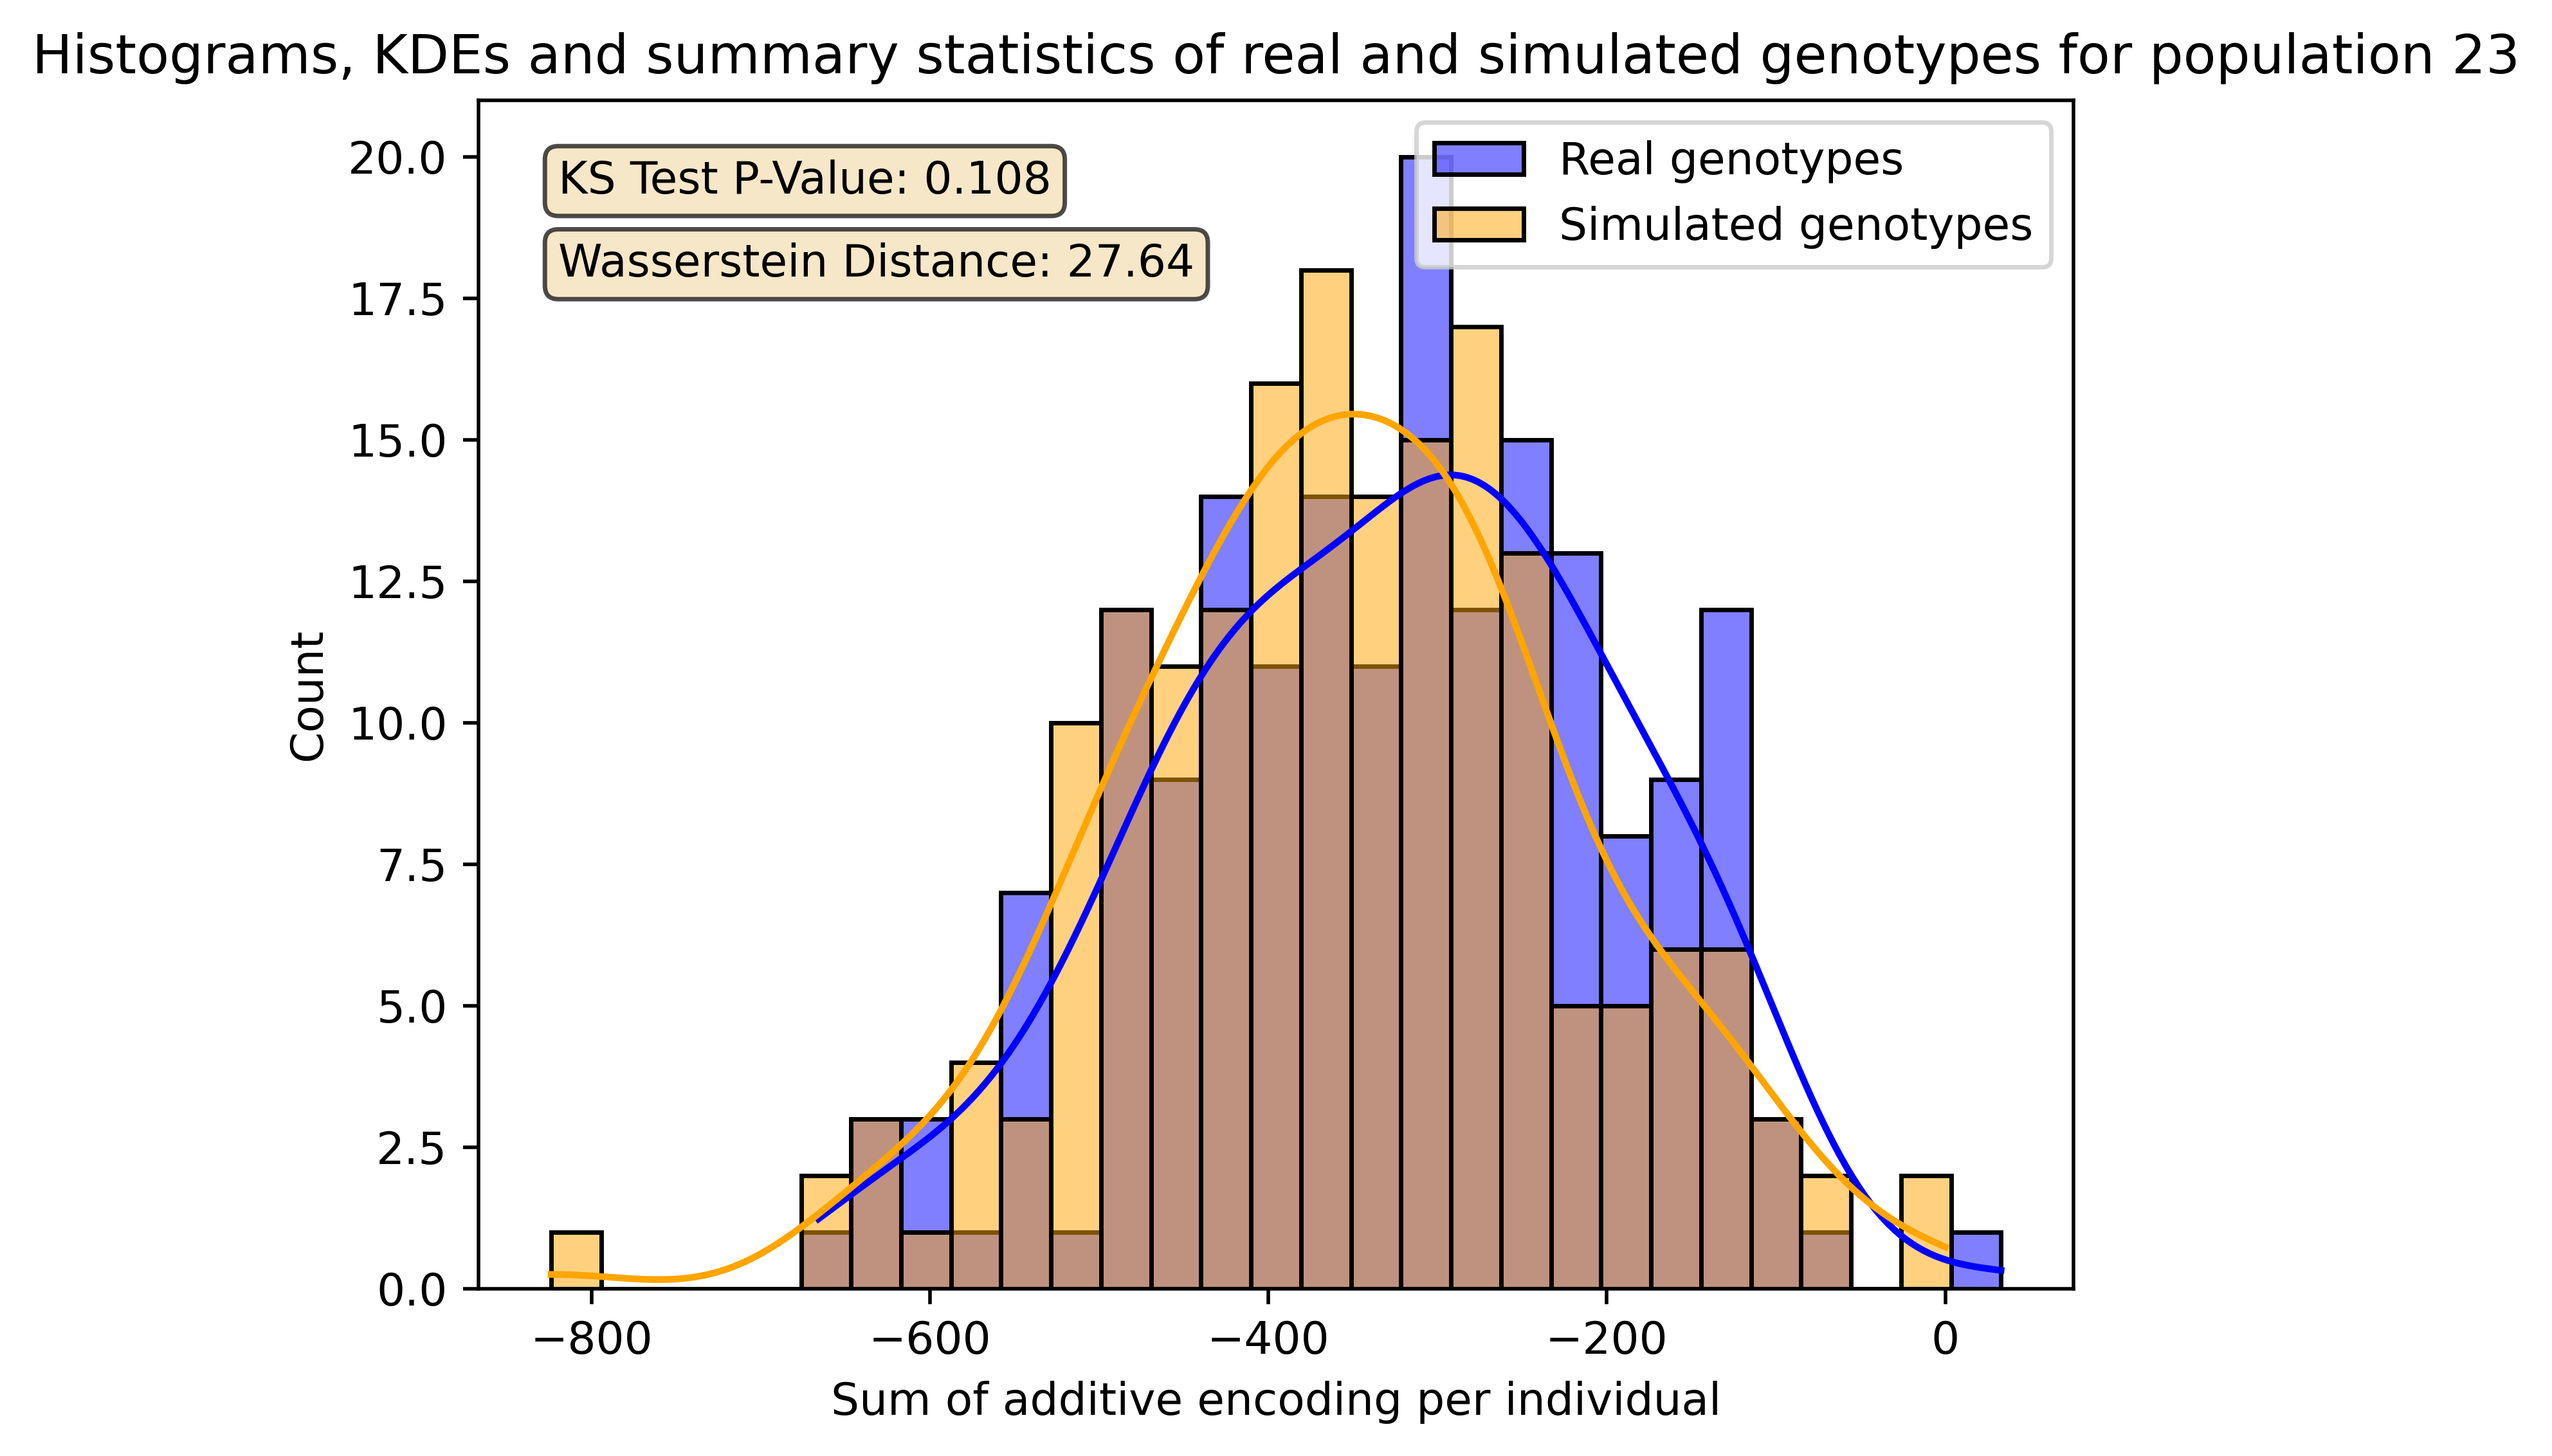 Histograms, KDEs and summary statistics of real and simulated genotypes for population 23
KS Test P-Value: 0.108
Wasserstein Distance: 27.64
Real genotypes
Simulated genotypes
20.0
17.5
15.0
12.5
10.0
7.5
5.0
2.5
0.0
Count
−800
−600
−400
−200
0
Sum of additive encoding per individual